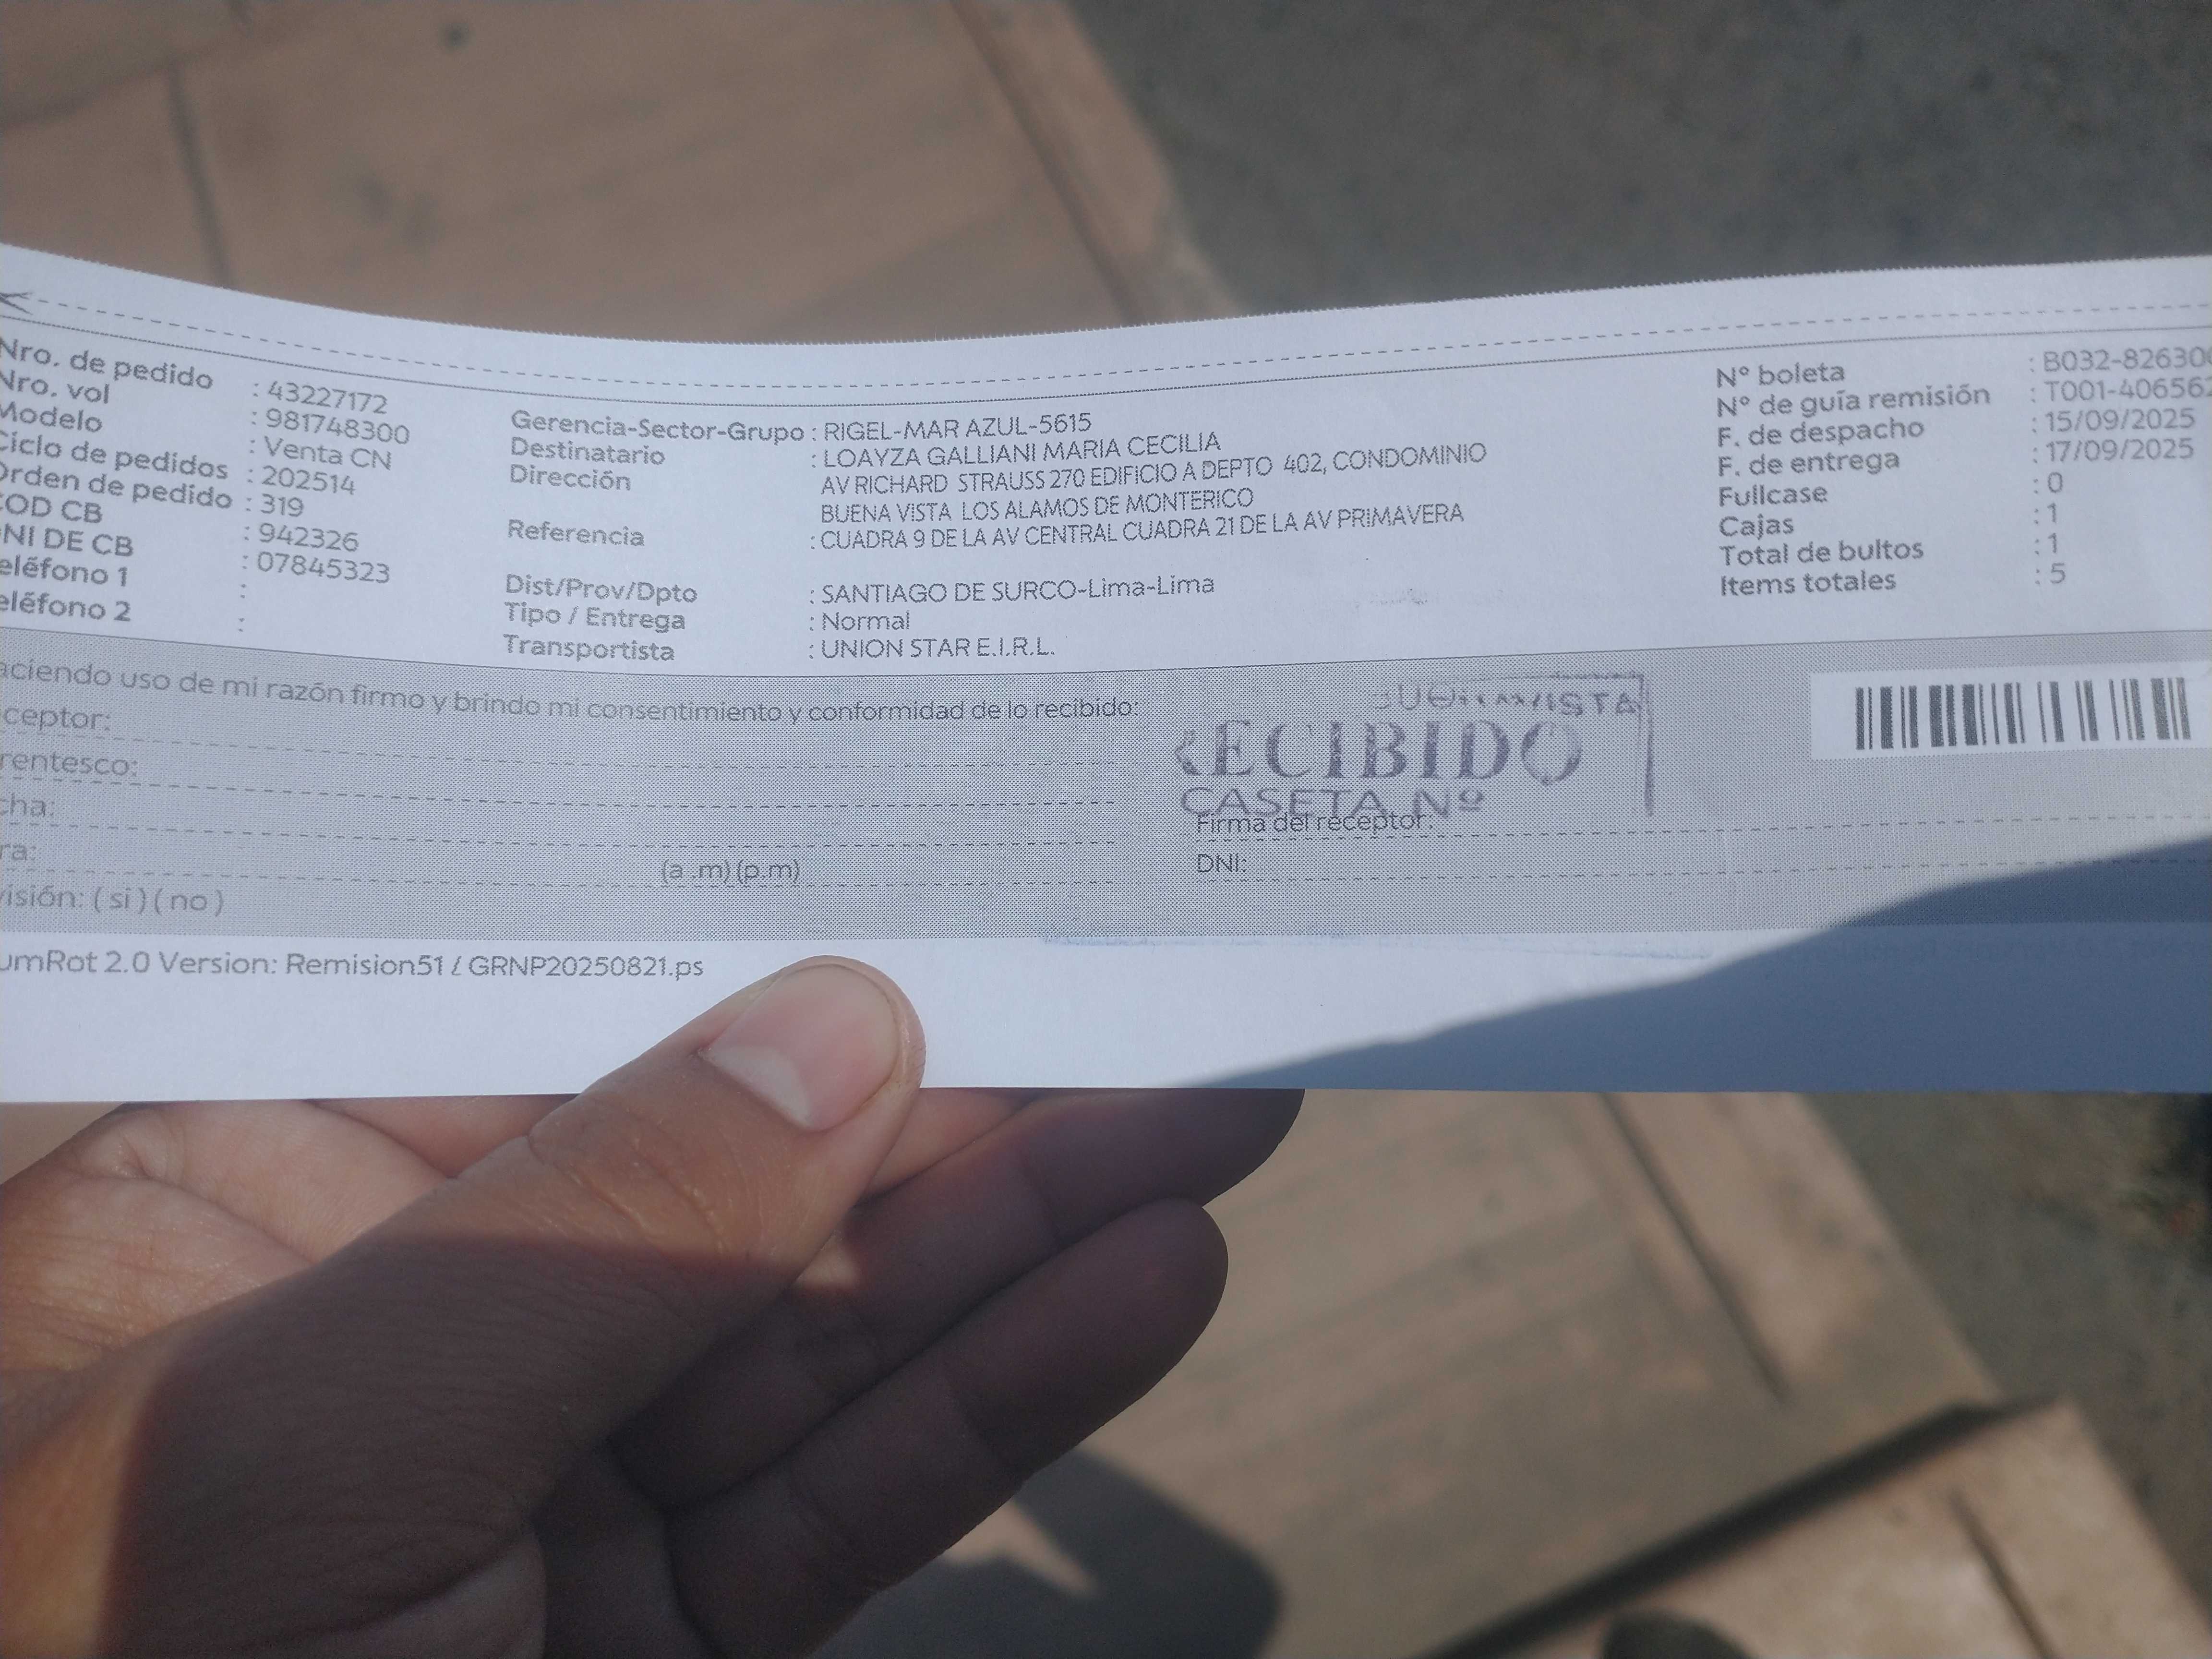 Nro. de pedido : 43227172
Nro. vol : 981748300
Modelo : Venta CN
Ciclo de pedidos : 202514
Orden de pedido : 319
COD CB : 942326
NI DE CB : 07845323
eléfono 1 :
eléfono 2 :
Gerencia-Sector-Grupo : RIGEL-MAR AZUL-5615
Destinatario : LOAYZA GALLIANI MARIA CECILIA
Dirección AV RICHARD STRAUSS 270 EDIFICIO A DEPTO 402, CONDOMINIO
BUENA VISTA LOS ALAMOS DE MONTERICO
Referencia : CUADRA 9 DE LA AV CENTRAL CUADRA 21 DE LA AV PRIMAVERA
Dist/Prov/Dpto : SANTIAGO DE SURCO-Lima-Lima
Tipo / Entrega : Normal
Transportista : UNION STAR E.I.R.L.
N° boleta : B032-82630
N° de guía remisión : T001-406562
F. de despacho : 15/09/2025
F. de entrega : 17/09/2025
Fullcase : 0
Cajas : 1
Total de bultos : 1
Items totales : 5
aciendo uso de mi razón firmo y brindo mi consentimiento y conformidad de lo recibido:
ceptor:
rentesco:
cha:
ra: (a .m) (p.m)
visión: ( si ) ( no )
RECIBIDO
CASETA Nº
Firma del receptor:
DNI:
umRot 2.0 Version: Remision51 / GRNP20250821.ps